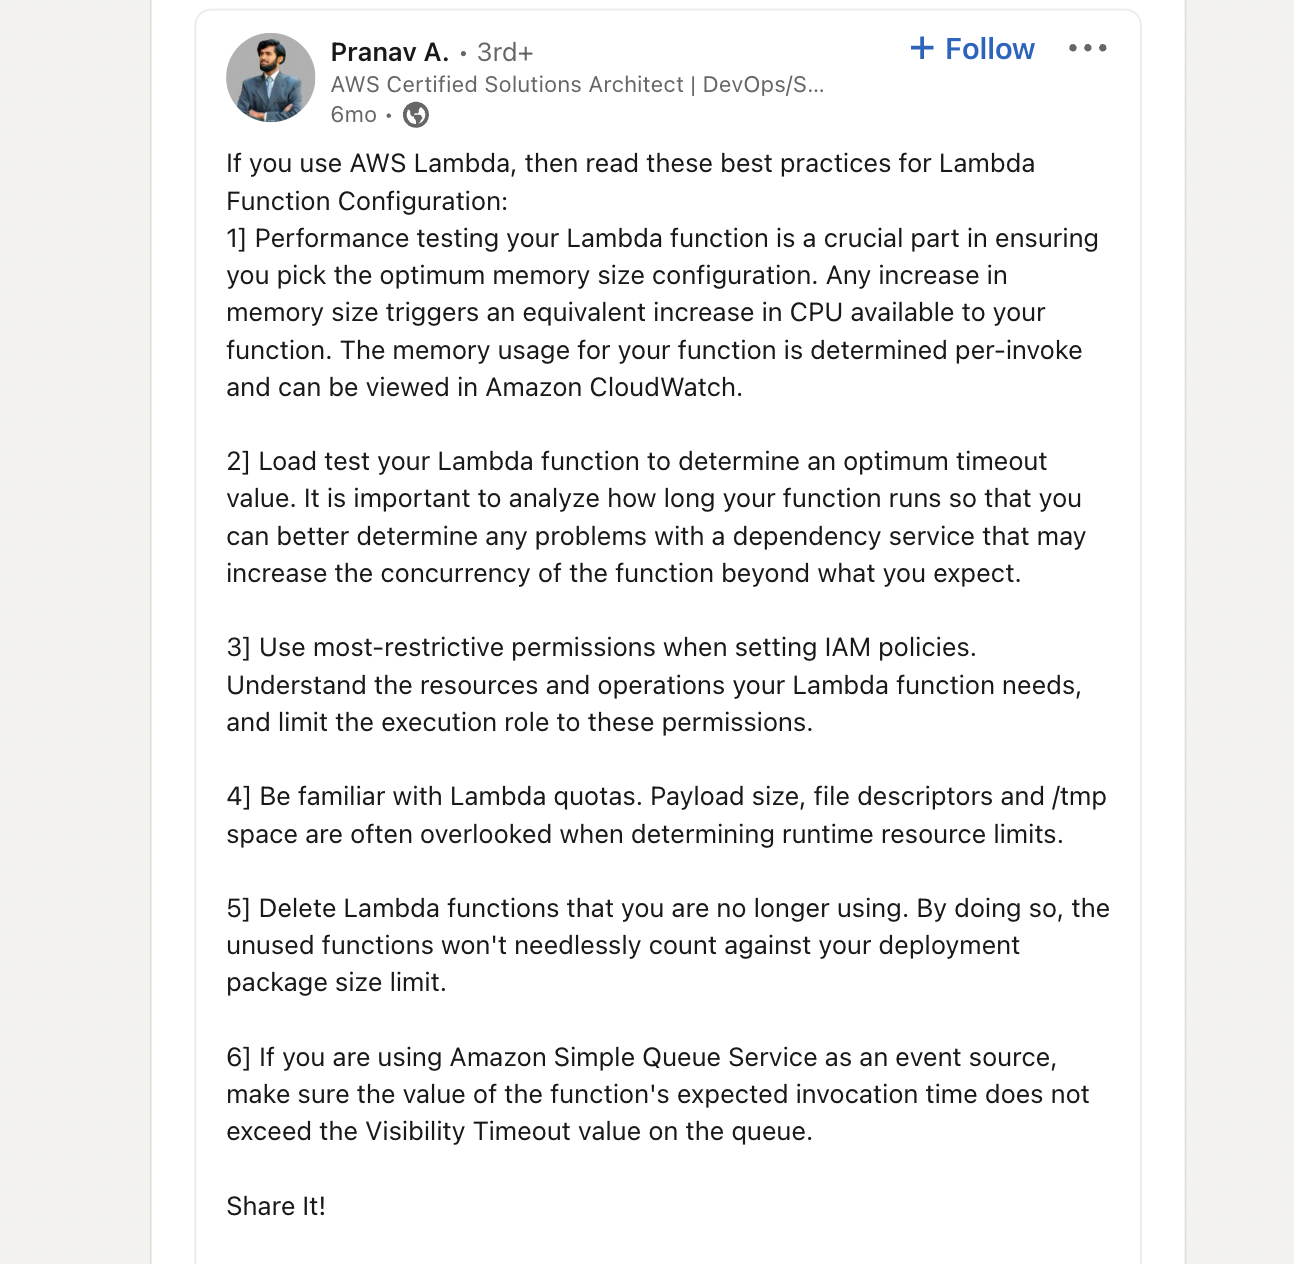 Pranav A. • 3rd+
+ Follow
AWS Certified Solutions Architect | DevOps/S...
6mo •
If you use AWS Lambda, then read these best practices for Lambda
Function Configuration:
1] Performance testing your Lambda function is a crucial part in ensuring
you pick the optimum memory size configuration. Any increase in
memory size triggers an equivalent increase in CPU available to your
function. The memory usage for your function is determined per-invoke
and can be viewed in Amazon CloudWatch.
2] Load test your Lambda function to determine an optimum timeout
value. It is important to analyze how long your function runs so that you
can better determine any problems with a dependency service that may
increase the concurrency of the function beyond what you expect.
3] Use most-restrictive permissions when setting IAM policies.
Understand the resources and operations your Lambda function needs,
and limit the execution role to these permissions.
4] Be familiar with Lambda quotas. Payload size, file descriptors and /tmp
space are often overlooked when determining runtime resource limits.
5] Delete Lambda functions that you are no longer using. By doing so, the
unused functions won't needlessly count against your deployment
package size limit.
6] If you are using Amazon Simple Queue Service as an event source,
make sure the value of the function's expected invocation time does not
exceed the Visibility Timeout value on the queue.
Share It!